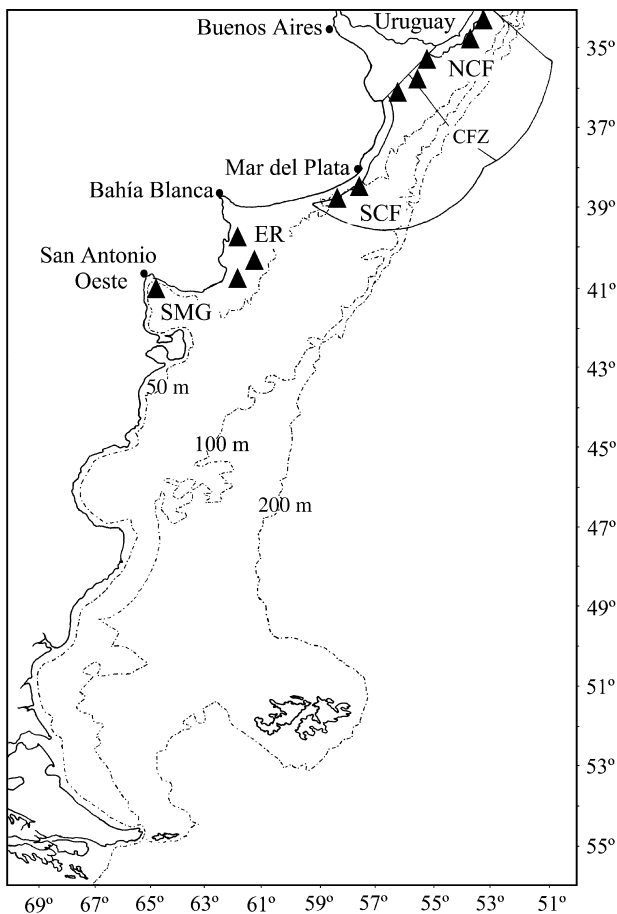 Buenos Aires
Uruguay
NCF
CFZ
Mar del Plata
Bahía Blanca
SCF
ER
San Antonio
Oeste
SMG
50 m
100 m
200 m
35º
37º
39º
41º
43º
45º
47º
49º
51º
53º
55º
69º 67º 65º 63º 61º 59º 57º 55º 53º 51º